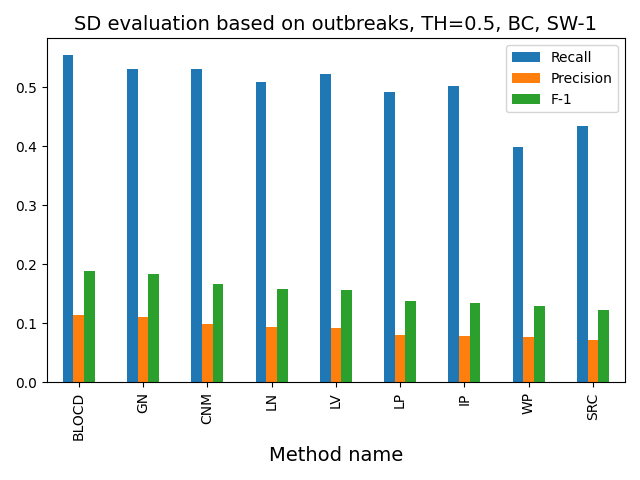 SD evaluation based on outbreaks, TH=0.5, BC, SW-1
Recall
Precision
F-1
0.5
0.4
0.3
0.2
0.1
0.0
BLOCD
GN
CNM
LN
LV
LP
IP
WP
SRC
Method name